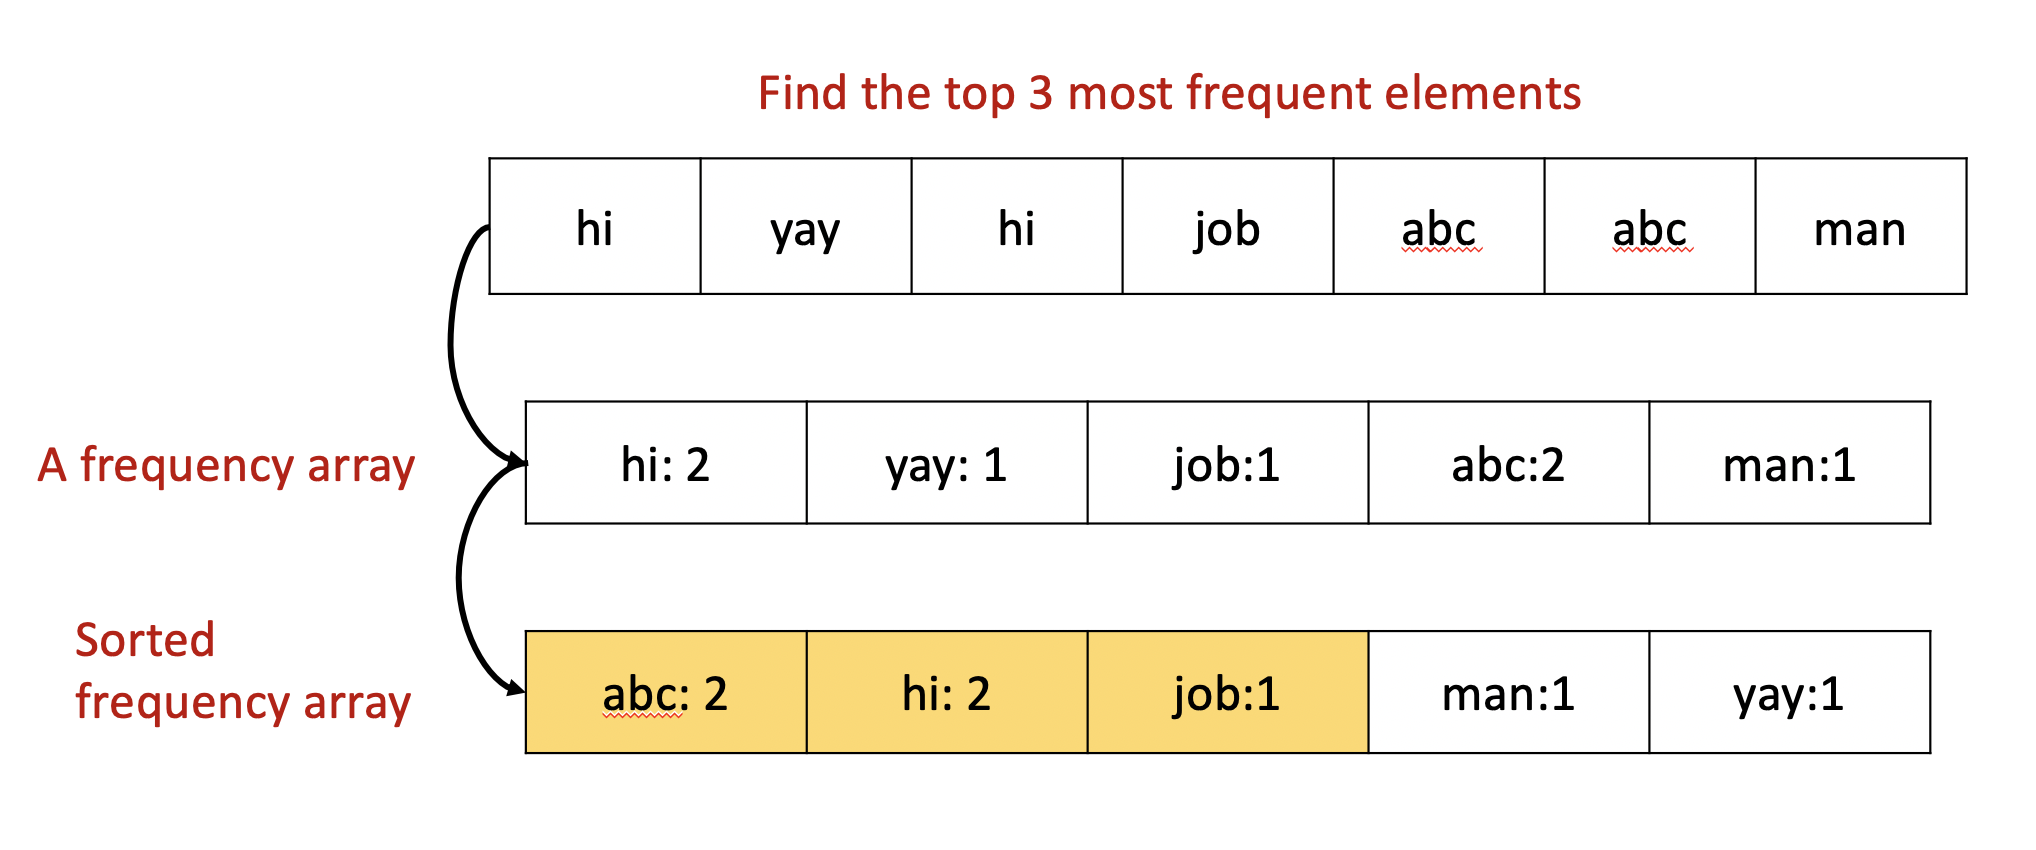 Find the top 3 most frequent elements
hi yay hi job abc abc man
A frequency array
hi: 2 yay: 1 job:1 abc:2 man:1
Sorted
frequency array
abc: 2 hi: 2 job:1 man:1 yay:1